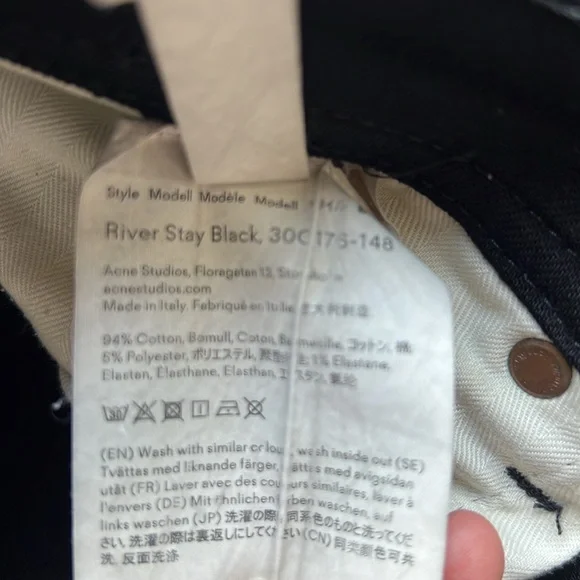 Style Modell Modèle Modell
River Stay Black, 30C176-148
Acne Studios, Floragatan 13,
acnestudios.com
Made in Italy. Fabriqué en Italie.
94% Cotton, Bomull, Coton, Baumwolle, コットン, 棉,
5% Polyester, ポリエステル, 1% Elastane,
Elastan, Élasthane, Elasthan,
30
(EN) Wash with similar colou wash inside out (SE)
Tvättas med liknande färger, tvättas med avigsidan
utåt (FR) Laver avec des couleurs similaires, laver à
l'envers (DE) Mit ähnlichen Farben waschen, auf
links waschen (JP) 洗濯の際 同系色のものと洗ってくだ
さい, 洗濯の際は裏返しにしてください (CN) 同类颜色可共
洗, 反面洗涤